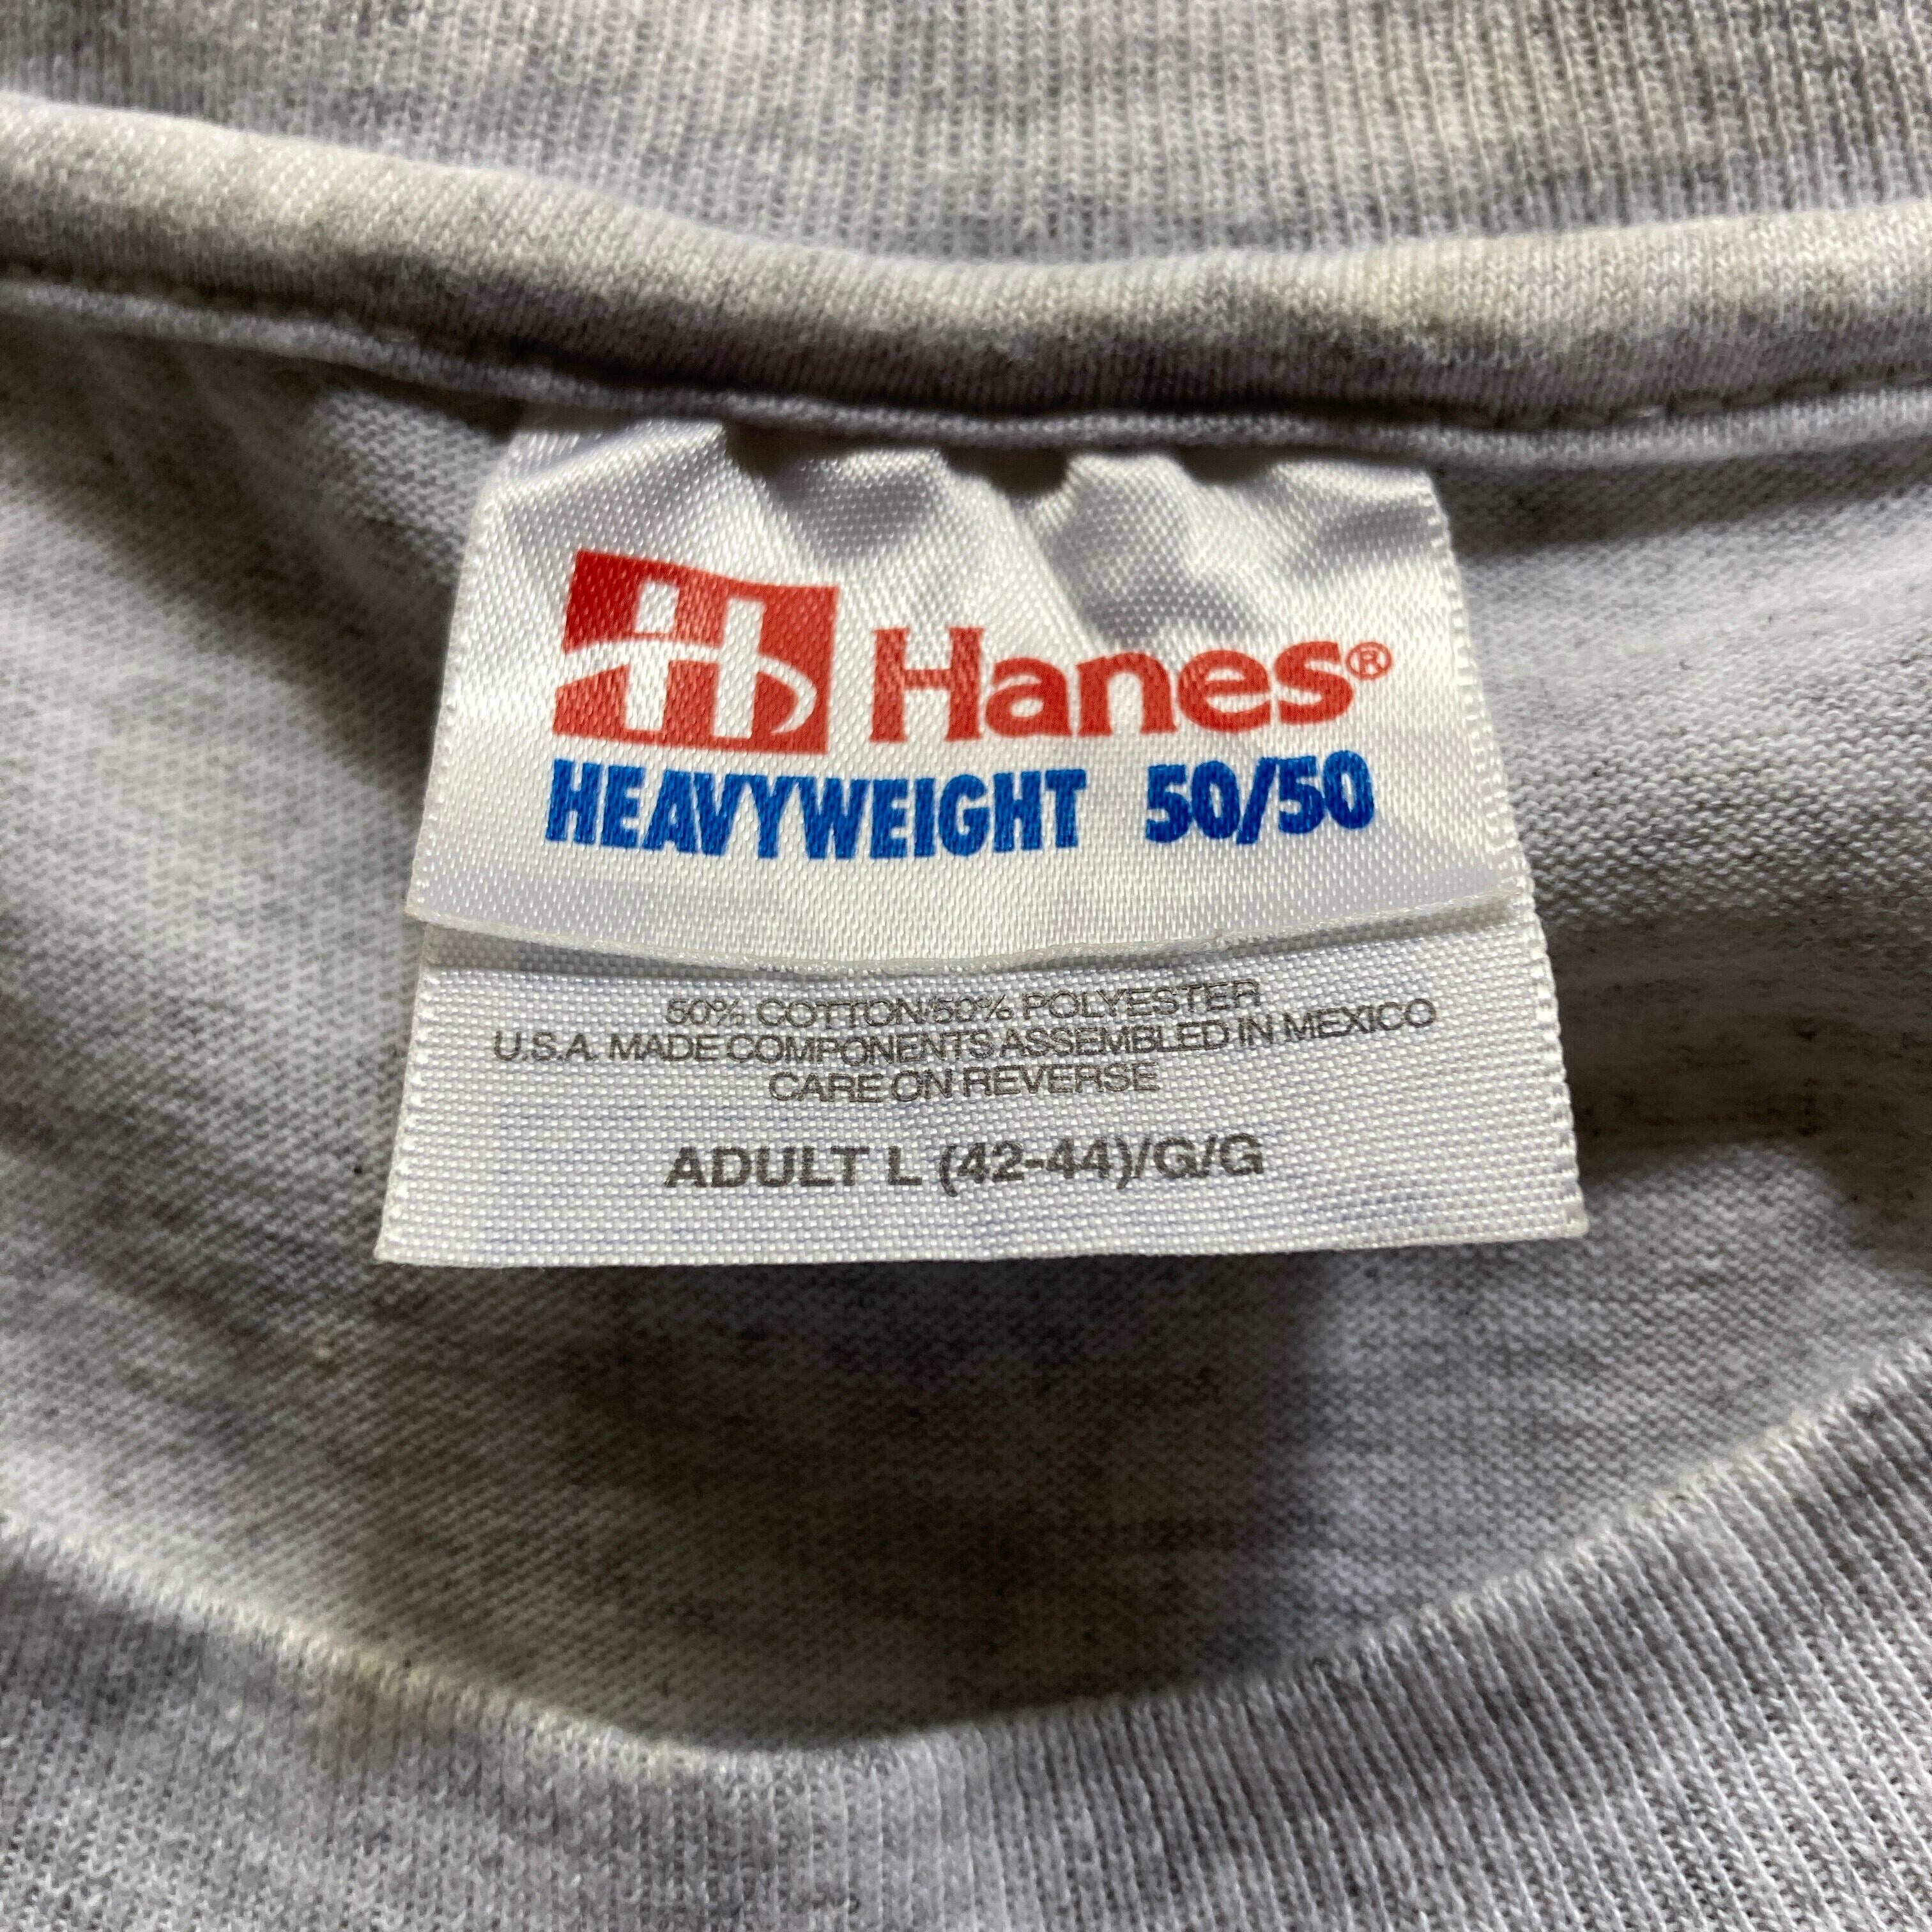 H Hanes®
HEAVYWEIGHT 50/50
50% COTTON/50% POLYESTER
U.S.A. MADE COMPONENTS ASSEMBLED IN MEXICO
CARE ON REVERSE
ADULT L (42-44)/G/G